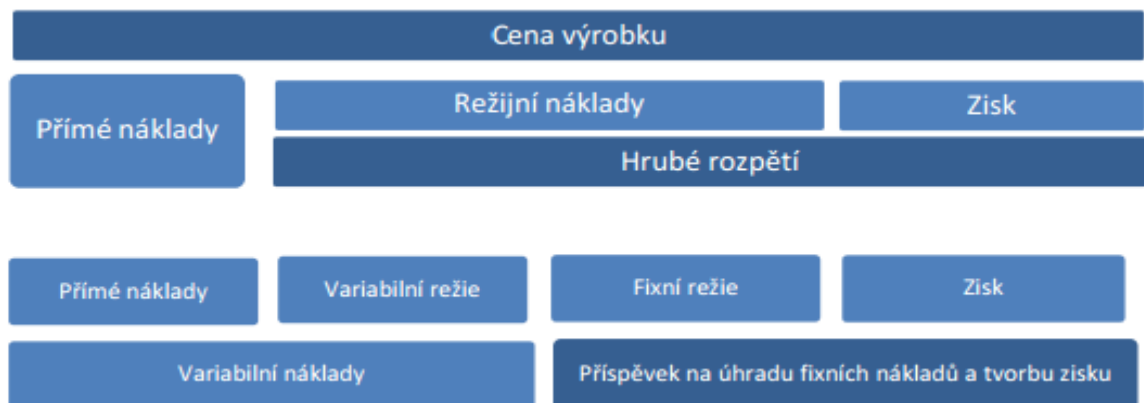 Cena výrobku
Přímé náklady
Režijní náklady
Zisk
Hrubé rozpětí
Přímé náklady
Variabilní režie
Fixní režie
Zisk
Variabilní náklady
Příspěvek na úhradu fixních nákladů a tvorbu zisku